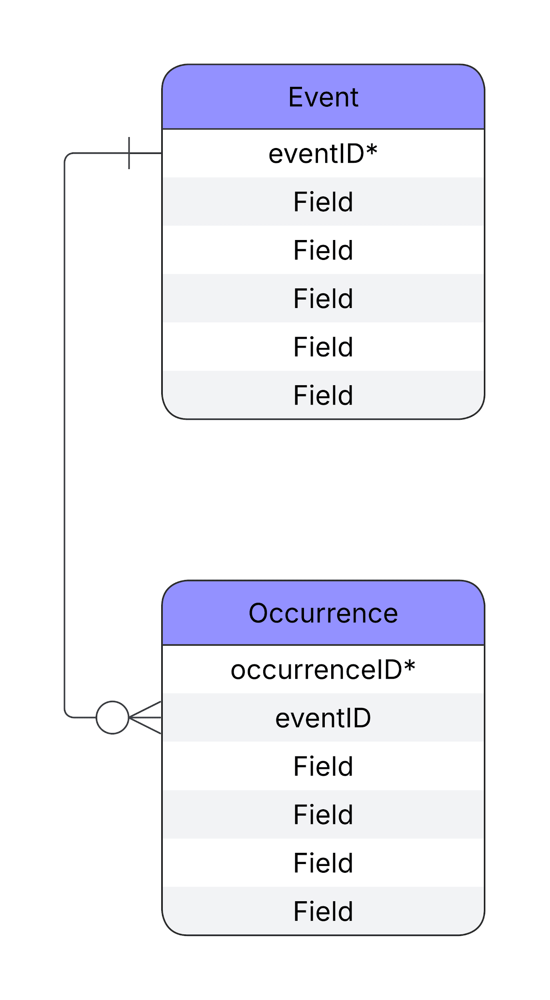 Event
eventID*
Field
Field
Field
Field
Field
Occurrence
occurrenceID*
eventID
Field
Field
Field
Field